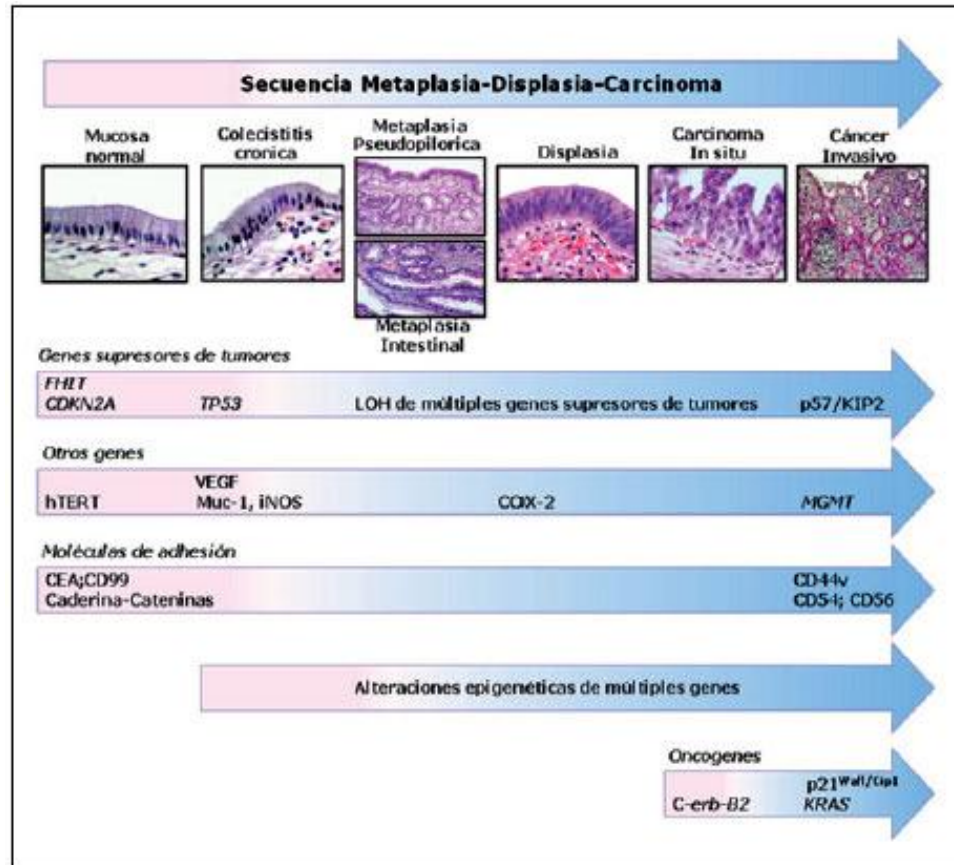 Secuencia Metaplasia-Displasia-Carcinoma
Mucosa
normal
Colecistitis
cronica
Metaplasia
Pseudopilorica
Displasia
Carcinoma
In situ
Cáncer
Invasivo
Metaplasia
Intestinal
Genes supresores de tumores
FHIT
CDKN2A TP53 LOH de múltiples genes supresores de tumores p57/KIP2
Otros genes
VEGF
hTERT Muc-1, iNOS COX-2 MGMT
Moléculas de adhesión
CEA;CD99 CD44v
Caderina-Cateninas CD54; CD56
Alteraciones epigenéticas de múltiples genes
Oncogenes
p21Waf1/Cip1
C-erb-B2 KRAS